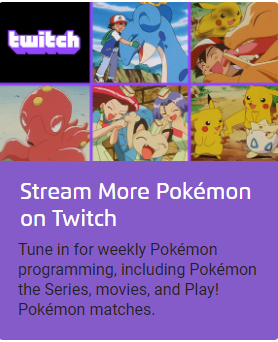 twitch
Stream More Pokémon
on Twitch
Tune in for weekly Pokémon
programming, including Pokémon
the Series, movies, and Play!
Pokémon matches.